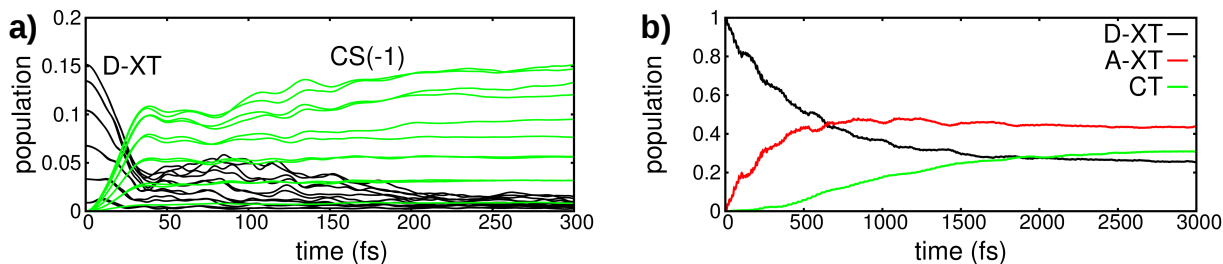 a)
population
0.2
0.15
0.1
0.05
0
D-XT
CS(-1)
0 50 100 150 200 250 300
time (fs)
b)
population
1
0.8
0.6
0.4
0.2
0
D-XT
A-XT
CT
0 500 1000 1500 2000 2500 3000
time (fs)